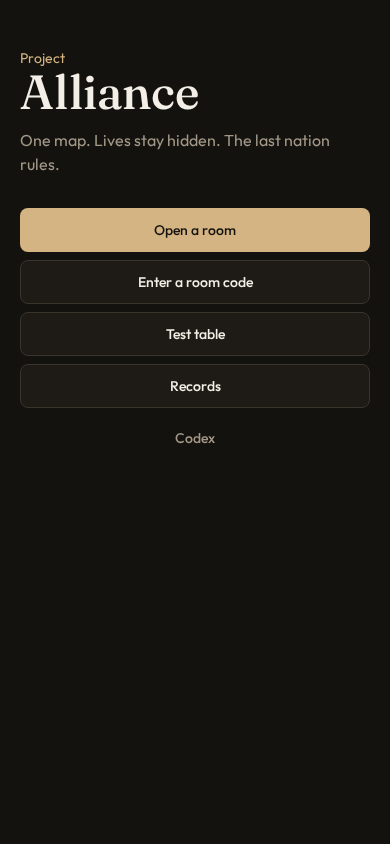 Project
Alliance
One map. Lives stay hidden. The last nation
rules.
Open a room
Enter a room code
Test table
Records
Codex